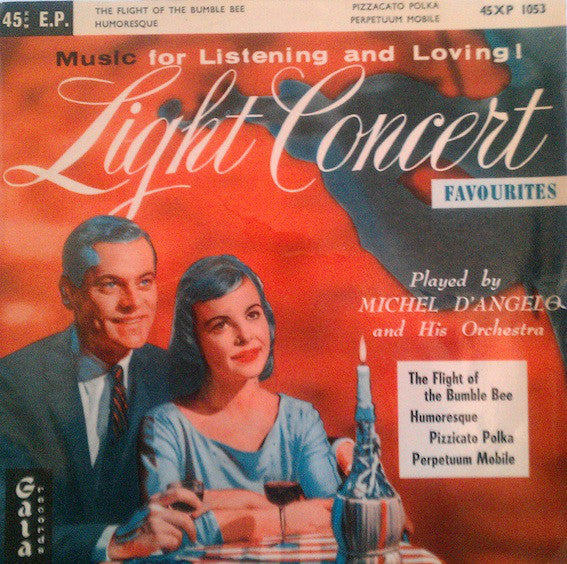 45 R.P.M. E.P.
THE FLIGHT OF THE BUMBLE BEE
HUMORESQUE
PIZZACATO POLKA
PERPETUUM MOBILE
45XP 1053
Music for Listening and Loving!
Light Concert
FAVOURITES
Played by
MICHEL D'ANGELO
and His Orchestra
The Flight of
the Bumble Bee
Humoresque
Pizzicato Polka
Perpetuum Mobile
Gala
RECORDS